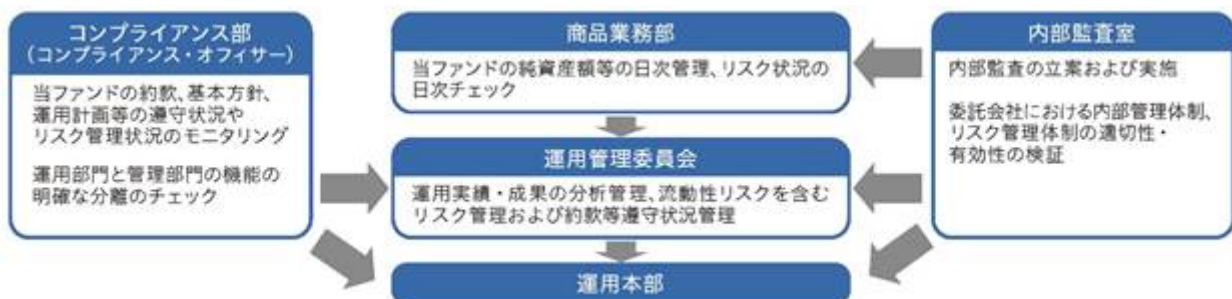 コンプライアンス部
（コンプライアンス・オフィサー）
当ファンドの約款、基本方針、
運用計画等の遵守状況や
リスク管理状況のモニタリング
運用部門と管理部門の機能の
明確な分離のチェック
商品業務部
当ファンドの純資産額等の日次管理、リスク状況の
日次チェック
運用管理委員会
運用実績・成果の分析管理、流動性リスクを含む
リスク管理および約款等遵守状況管理
運用本部
内部監査室
内部監査の立案および実施
委託会社における内部管理体制、
リスク管理体制の適切性・
有効性の検証